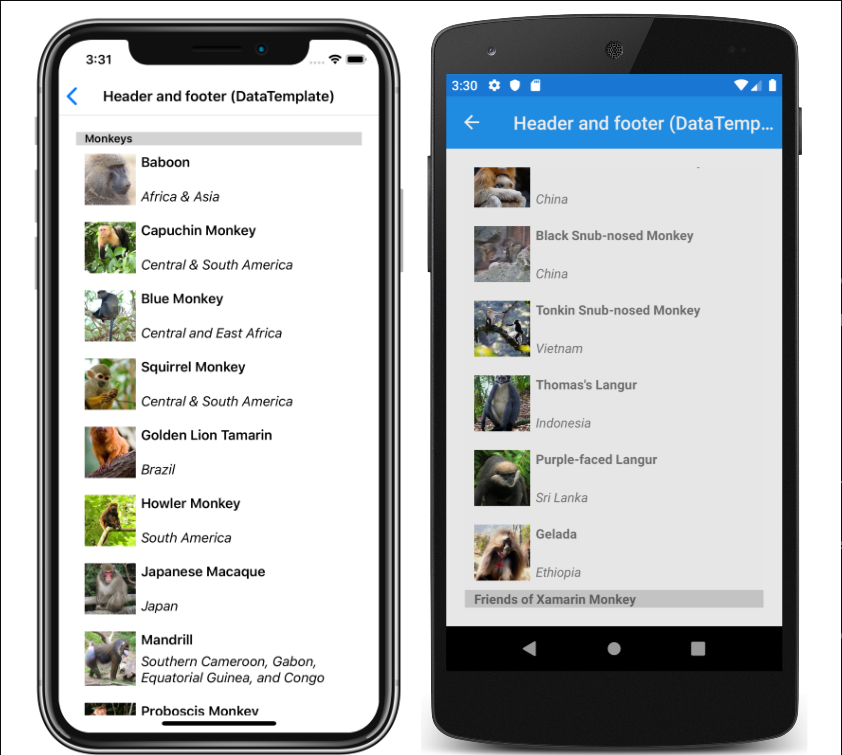 3:31
Header and footer (DataTemplate)
Monkeys
Baboon
Africa & Asia
Capuchin Monkey
Central & South America
Blue Monkey
Central and East Africa
Squirrel Monkey
Central & South America
Golden Lion Tamarin
Brazil
Howler Monkey
South America
Japanese Macaque
Japan
Mandrill
Southern Cameroon, Gabon,
Equatorial Guinea, and Congo
Proboscis Monkey
3:30
Header and footer (DataTemp...
China
Black Snub-nosed Monkey
China
Tonkin Snub-nosed Monkey
Vietnam
Thomas's Langur
Indonesia
Purple-faced Langur
Sri Lanka
Gelada
Ethiopia
Friends of Xamarin Monkey